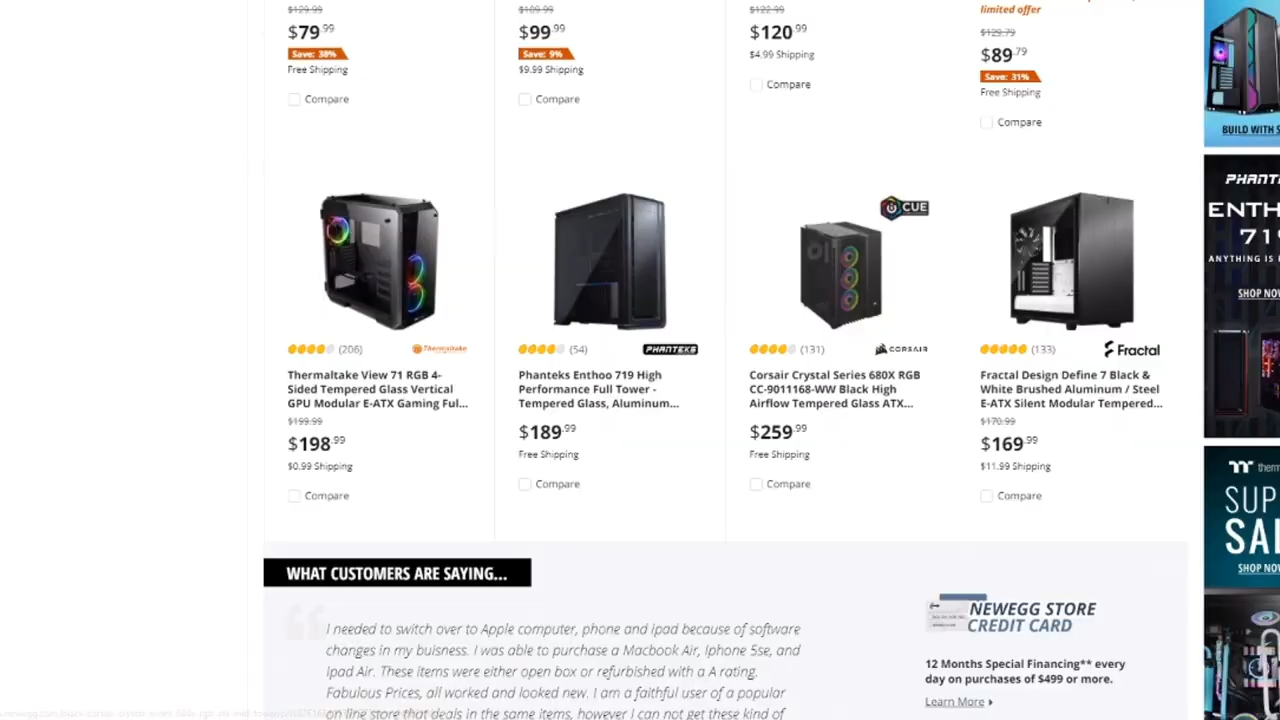 $129.99
$109.99
$122.99
limited offer
$79.99
$99.99
$120.99
$129.79
Save: 38%
Save: 9%
$4.99 Shipping
$89.79
Free Shipping
$9.99 Shipping
Save: 31%
Compare
Compare
Compare
Free Shipping
Compare
BUILD WITH
CUE
(206)
Thermaltake
(54)
PHANTEKS
(131)
CORSAIR
(133)
Fractal
Thermaltake View 71 RGB 4-
Sided Tempered Glass Vertical
GPU Modular E-ATX Gaming Ful...
$199.99
$198.99
$0.99 Shipping
Compare
Phanteks Enthoo 719 High
Performance Full Tower -
Tempered Glass, Aluminum...
$189.99
Free Shipping
Compare
Corsair Crystal Series 680X RGB
CC-9011168-WW Black High
Airflow Tempered Glass ATX...
$259.99
Free Shipping
Compare
Fractal Design Define 7 Black &
White Brushed Aluminum / Steel
E-ATX Silent Modular Tempered...
$170.99
$169.99
$11.99 Shipping
Compare
PHANT
ENTH
71
ANYTHING IS
SHOP NO
therm
SUP
SAL
SHOP NO
WHAT CUSTOMERS ARE SAYING...
I needed to switch over to Apple computer, phone and ipad because of software
changes in my buisness. I was able to purchase a Macbook Air, Iphone 5se, and
Ipad Air. These items were either open box or refurbished with a A rating.
Fabulous Prices, all worked and looked new. I am a faithful user of a popular
on line store that deals in the same items, however I can not get these kind of
NEWEGG STORE
CREDIT CARD
12 Months Special Financing** every
day on purchases of $499 or more.
Learn More